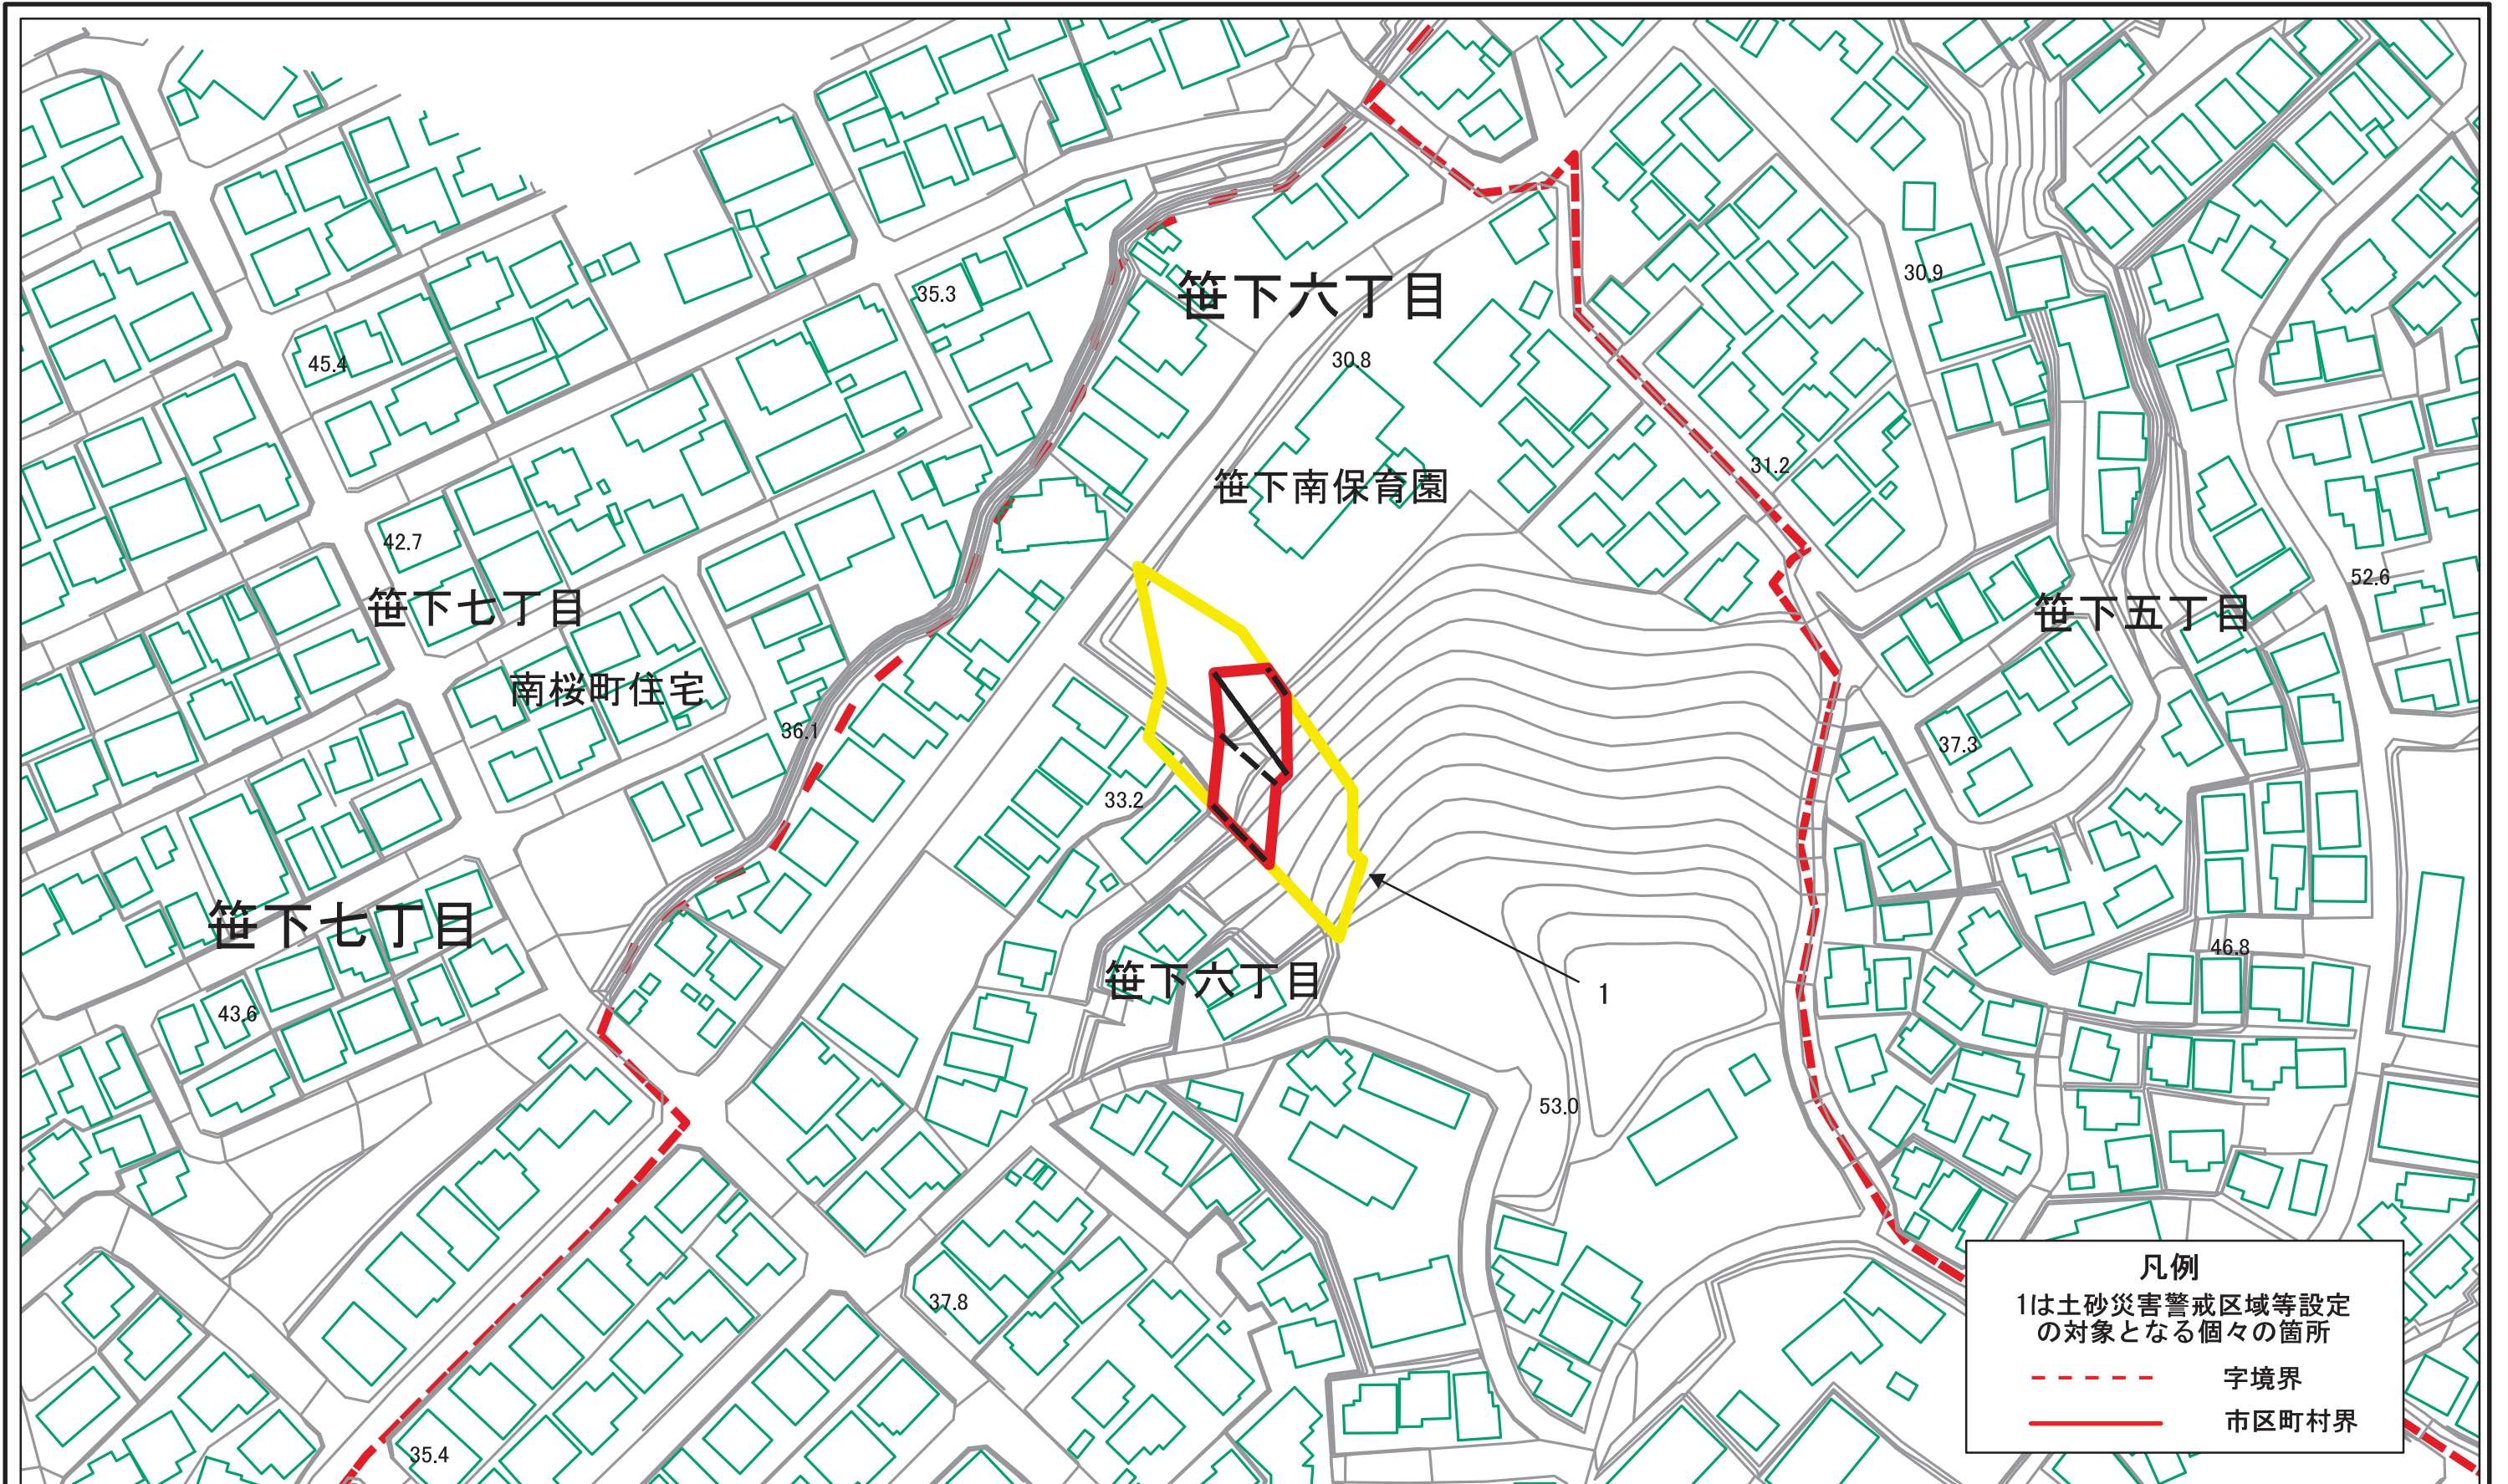 笹下六丁目
30.9
35.3
30.8
45.4
31.2
笹下南保育園
42.7
52.6
笹下七丁目
笹下五丁目
南桜町住宅
36.1
37.3
33.2
笹下七丁目
46.8
笹下六丁目
1
43.6
53.0
37.8
35.4
凡例
1は土砂災害警戒区域等設定
の対象となる個々の箇所
字境界
市区町村界